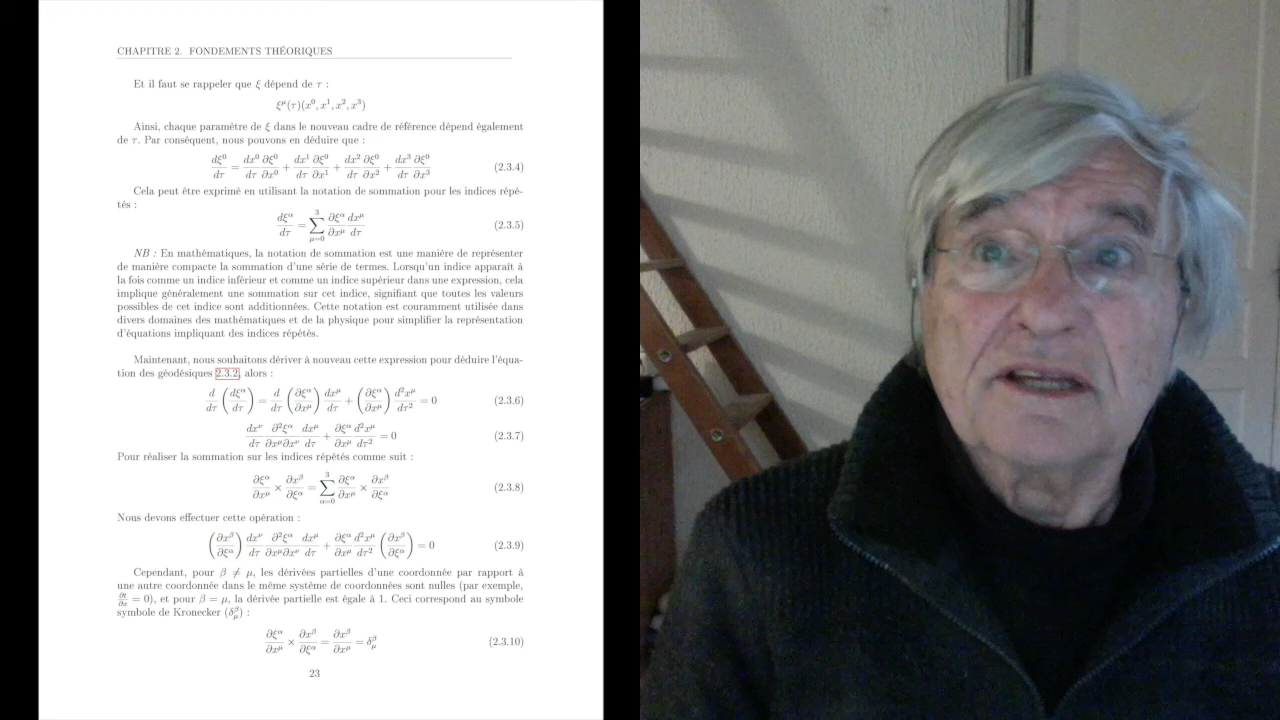 CHAPITRE 2. FONDEMENTS THÉORIQUES
Et il faut se rappeler que ξ dépend de τ :
ξ^μ(τ)(x^0, x^1, x^2, x^3)
Ainsi, chaque paramètre de ξ dans le nouveau cadre de référence dépend également
de τ. Par conséquent, nous pouvons en déduire que :
dξ^0/dτ = dx^0/dτ ∂ξ^0/∂x^0 + dx^1/dτ ∂ξ^0/∂x^1 + dx^2/dτ ∂ξ^0/∂x^2 + dx^3/dτ ∂ξ^0/∂x^3 (2.3.4)
Cela peut être exprimé en utilisant la notation de sommation pour les indices répé-
tés :
dξ^α/dτ = ∑_{μ=0}^{3} ∂ξ^α/∂x^μ dx^μ/dτ (2.3.5)
NB : En mathématiques, la notation de sommation est une manière de représenter
de manière compacte la sommation d'une série de termes. Lorsqu'un indice apparaît à
la fois comme un indice inférieur et comme un indice supérieur dans une expression, cela
implique généralement une sommation sur cet indice, signifiant que toutes les valeurs
possibles de cet indice sont additionnées. Cette notation est couramment utilisée dans
divers domaines des mathématiques et de la physique pour simplifier la représentation
d'équations impliquant des indices répétés.
Maintenant, nous souhaitons dériver à nouveau cette expression pour déduire l'équa-
tion des géodésiques 2.3.2, alors :
d/dτ (dξ^α/dτ) = d/dτ (∂ξ^α/∂x^μ) dx^μ/dτ + (∂ξ^α/∂x^μ) d^2x^μ/dτ^2 = 0 (2.3.6)
dx^ν/dτ ∂^2ξ^α/∂x^μ∂x^ν dx^μ/dτ + ∂ξ^α/∂x^μ d^2x^μ/dτ^2 = 0 (2.3.7)
Pour réaliser la sommation sur les indices répétés comme suit :
∂ξ^α/∂x^μ × ∂x^β/∂ξ^α = ∑_{α=0}^{3} ∂ξ^α/∂x^μ × ∂x^β/∂ξ^α (2.3.8)
Nous devons effectuer cette opération :
(∂x^β/∂ξ^α) dx^ν/dτ ∂^2ξ^α/∂x^μ∂x^ν dx^μ/dτ + ∂ξ^α/∂x^μ d^2x^μ/dτ^2 (∂x^β/∂ξ^α) = 0 (2.3.9)
Cependant, pour β ≠ μ, les dérivées partielles d'une coordonnée par rapport à
une autre coordonnée dans le même système de coordonnées sont nulles (par exemple,
∂t/∂x = 0), et pour β = μ, la dérivée partielle est égale à 1. Ceci correspond au symbole
symbole de Kronecker (δ^β_μ) :
∂ξ^α/∂x^μ × ∂x^β/∂ξ^α = ∂x^β/∂x^μ = δ^β_μ (2.3.10)
23